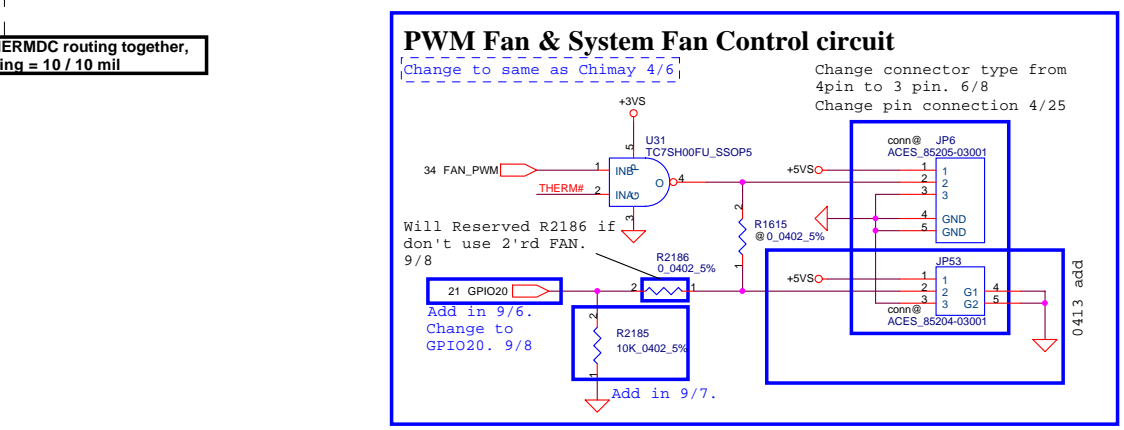 HERMDC routing together,
ing = 10 / 10 mil
PWM Fan & System Fan Control circuit
Change to same as Chimay 4/6
Change connector type from
4pin to 3 pin. 6/8
Change pin connection 4/25
+3VS
5
U31
TC7SH00FU_SSOP5
34 FAN_PWM
1
INB
P
THERM#
2
INA
G
O
4
3
conn@ JP6
ACES_85205-03001
+5VS
1
2
3
4
5
1
2
3
GND
GND
Will Reserved R2186 if
don't use 2'rd FAN.
9/8
2
R1615
@0_0402_5%
1
R2186
0_0402_5%
21 GPIO20
2
1
Add in 9/6.
Change to
GPIO20. 9/8
2
R2185
10K_0402_5%
1
Add in 9/7.
JP53
+5VS
1
2
3
1
2
3
G1
G2
4
5
conn@
ACES_85204-03001
0413 add